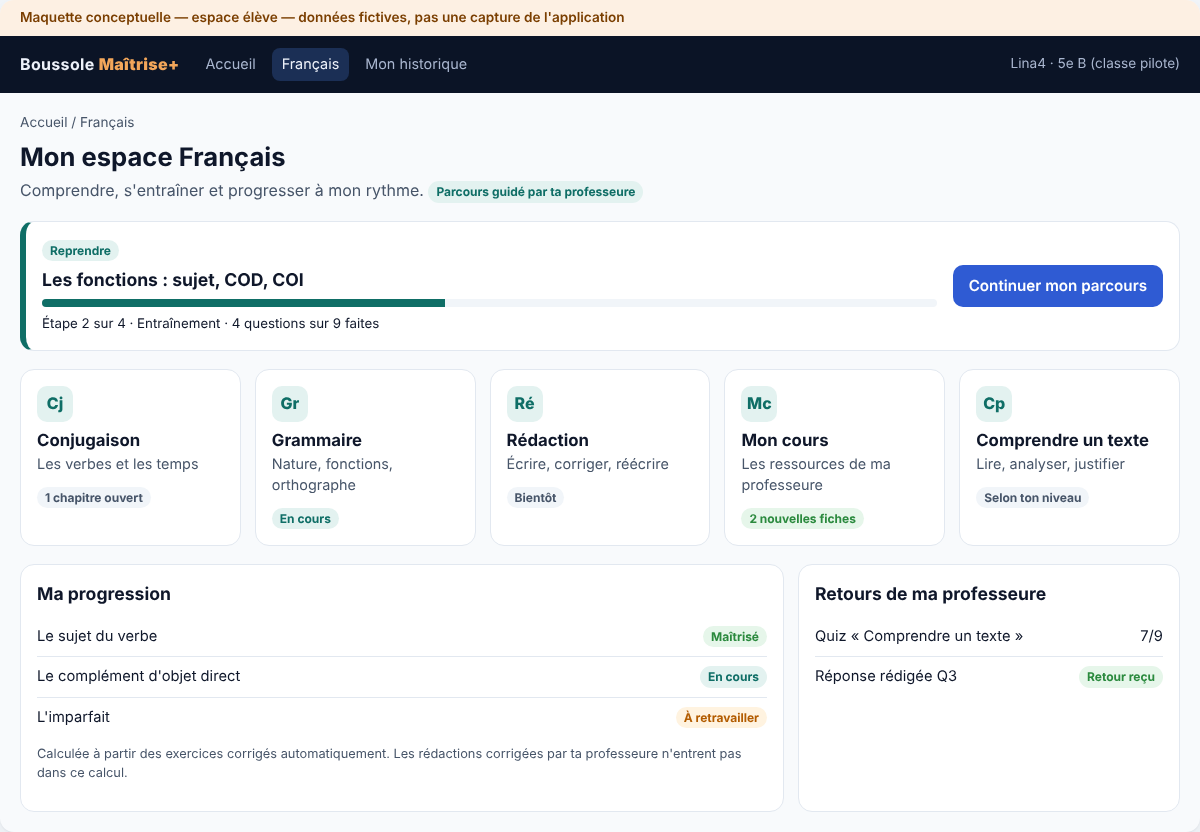 Maquette conceptuelle — espace élève — données fictives, pas une capture de l'application
Boussole Maîtrise+ Accueil Français Mon historique Lina4 · 5e B (classe pilote)
Accueil / Français
Mon espace Français
Comprendre, s'entraîner et progresser à mon rythme. Parcours guidé par ta professeure
Reprendre
Les fonctions : sujet, COD, COI
Étape 2 sur 4 · Entraînement · 4 questions sur 9 faites
Continuer mon parcours
Cj
Conjugaison
Les verbes et les temps
1 chapitre ouvert
Gr
Grammaire
Nature, fonctions,
orthographe
En cours
Ré
Rédaction
Écrire, corriger, réécrire
Bientôt
Mc
Mon cours
Les ressources de ma
professeure
2 nouvelles fiches
Cp
Comprendre un texte
Lire, analyser, justifier
Selon ton niveau
Ma progression
Le sujet du verbe Maîtrisé
Le complément d'objet direct En cours
L'imparfait À retravailler
Calculée à partir des exercices corrigés automatiquement. Les rédactions corrigées par ta professeure n'entrent pas
dans ce calcul.
Retours de ma professeure
Quiz « Comprendre un texte » 7/9
Réponse rédigée Q3 Retour reçu